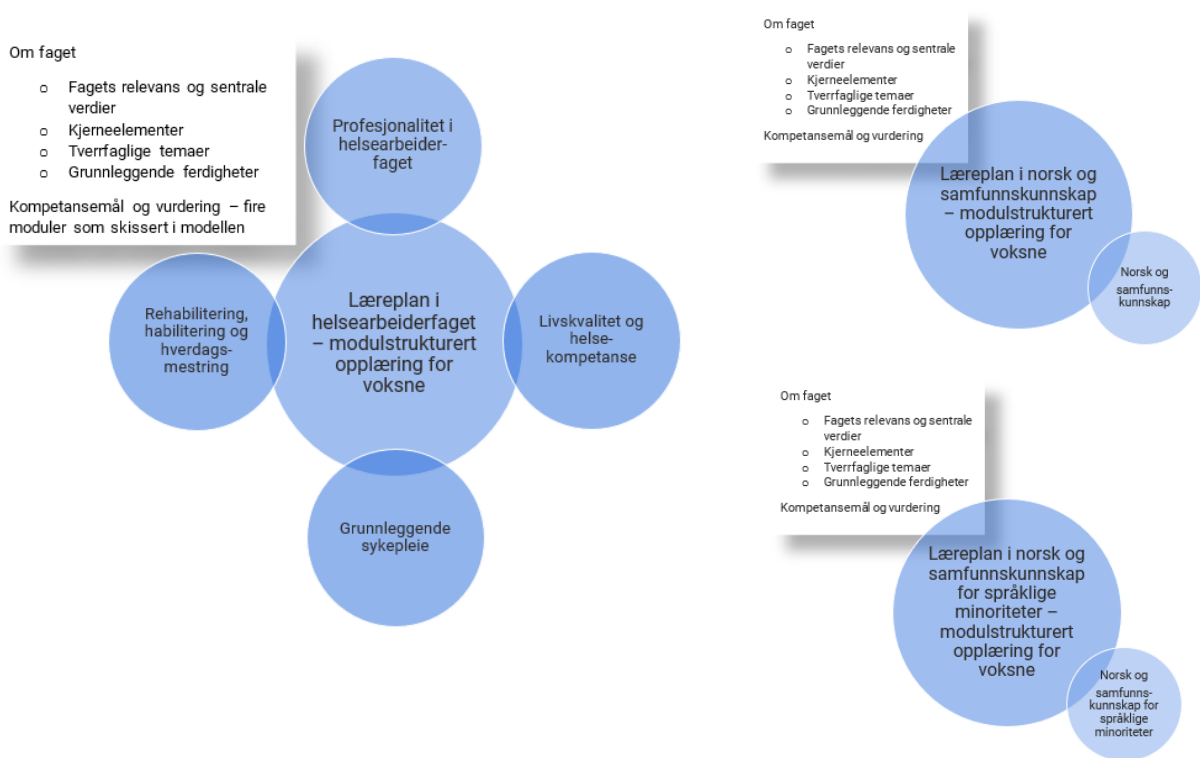 Om faget
o Fagets relevans og sentrale
verdier
o Kjerneelementer
o Tverrfaglige temaer
o Grunnleggende ferdigheter
Kompetansemål og vurdering – fire
moduler som skissert i modellen
Profesjonalitet i
helsearbeider-
faget
Rehabilitering,
habilitering og
hverdags-
mestring
Læreplan i
helsearbeiderfaget
– modulstrukturert
opplæring for
voksne
Livskvalitet og
helse-
kompetanse
Grunnleggende
sykepleie
Om faget
o Fagets relevans og sentrale
verdier
o Kjerneelementer
o Tverrfaglige temaer
o Grunnleggende ferdigheter
Kompetansemål og vurdering
Læreplan i norsk og
samfunnskunnskap
– modulstrukturert
opplæring for
voksne
Norsk og
samfunns-
kunnskap
Om faget
o Fagets relevans og sentrale
verdier
o Kjerneelementer
o Tverrfaglige temaer
o Grunnleggende ferdigheter
Kompetansemål og vurdering
Læreplan i norsk og
samfunnskunnskap
for språklige
minoriteter –
modulstrukturert
opplæring for
voksne
Norsk og
samfunns-
kunnskap for
språklige
minoriteter